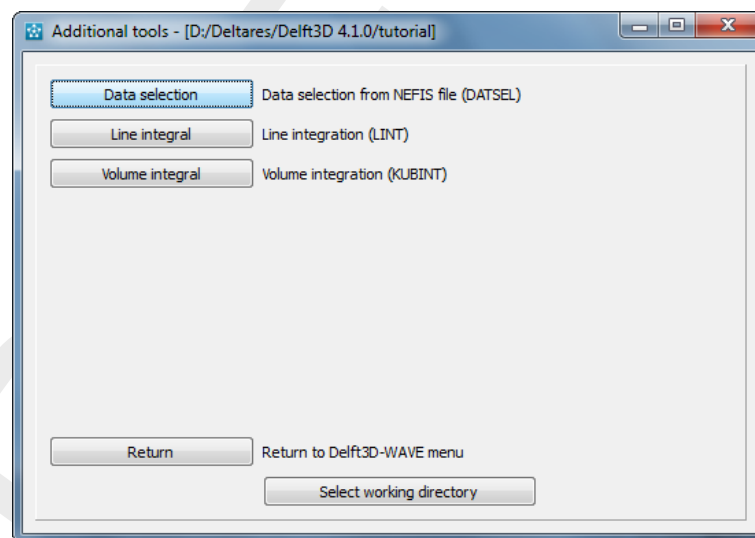 Additional tools - [D:/Deltares/Delft3D 4.1.0/tutorial]
Data selection Data selection from NEFIS file (DATSEL)
Line integral Line integration (LINT)
Volume integral Volume integration (KUBINT)
Return Return to Delft3D-WAVE menu
Select working directory